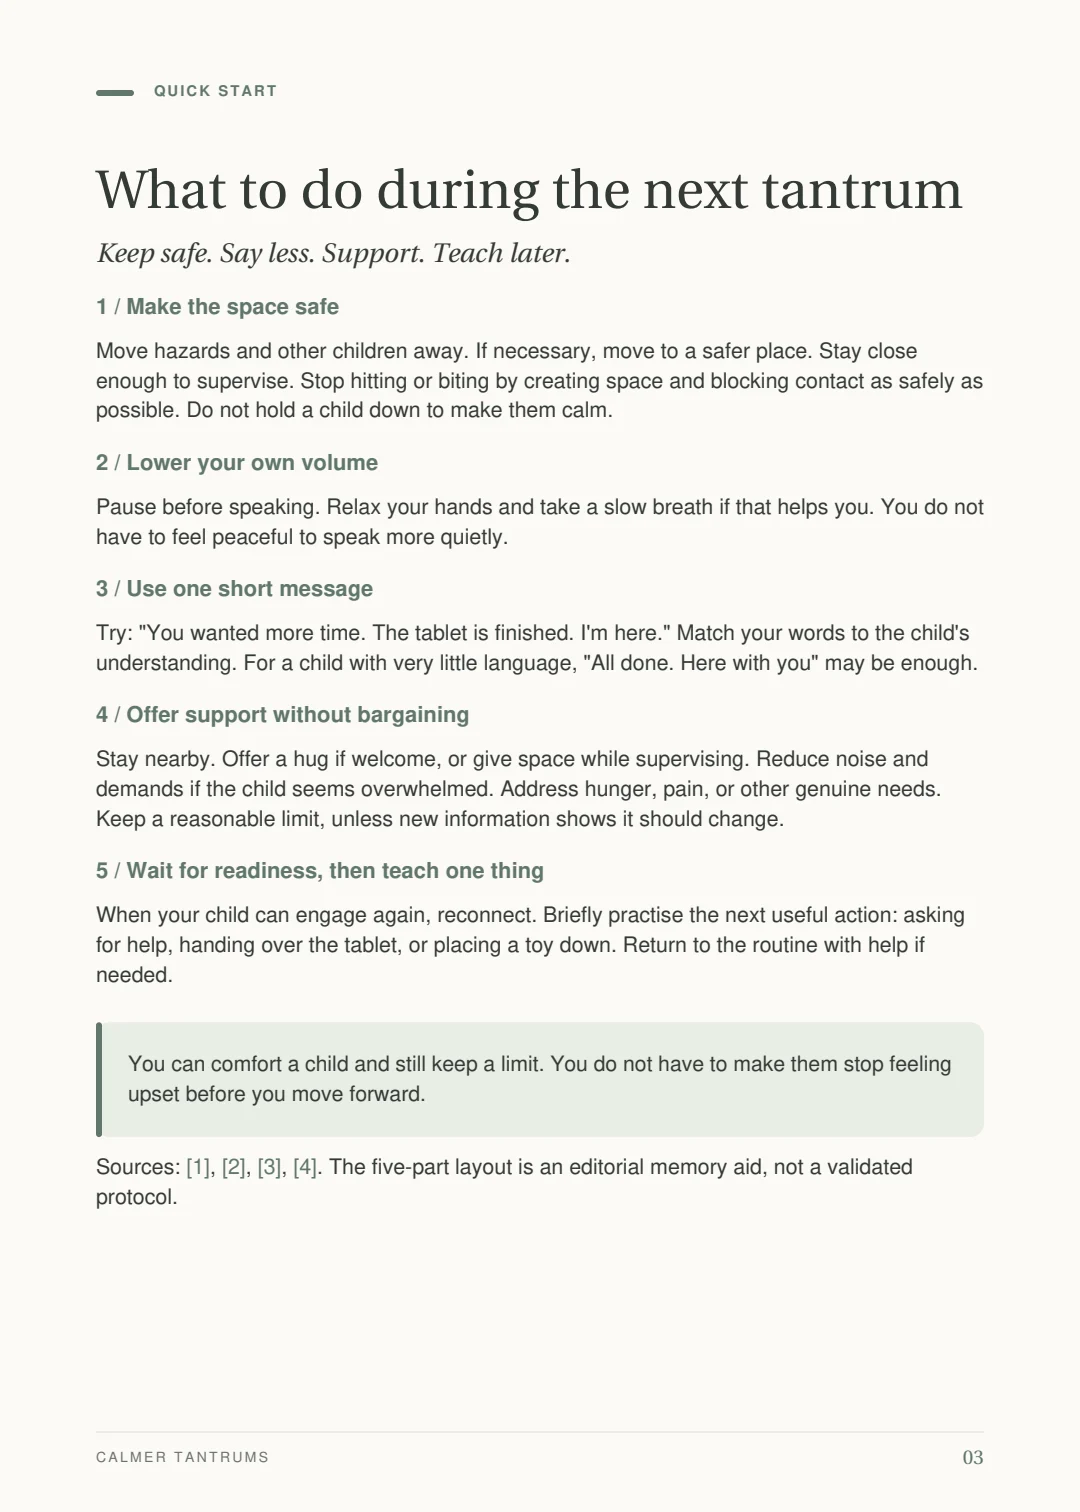 QUICK START
What to do during the next tantrum
Keep safe. Say less. Support. Teach later.
1 / Make the space safe
Move hazards and other children away. If necessary, move to a safer place. Stay close
enough to supervise. Stop hitting or biting by creating space and blocking contact as safely as
possible. Do not hold a child down to make them calm.
2 / Lower your own volume
Pause before speaking. Relax your hands and take a slow breath if that helps you. You do not
have to feel peaceful to speak more quietly.
3 / Use one short message
Try: "You wanted more time. The tablet is finished. I'm here." Match your words to the child's
understanding. For a child with very little language, "All done. Here with you" may be enough.
4 / Offer support without bargaining
Stay nearby. Offer a hug if welcome, or give space while supervising. Reduce noise and
demands if the child seems overwhelmed. Address hunger, pain, or other genuine needs.
Keep a reasonable limit, unless new information shows it should change.
5 / Wait for readiness, then teach one thing
When your child can engage again, reconnect. Briefly practise the next useful action: asking
for help, handing over the tablet, or placing a toy down. Return to the routine with help if
needed.
You can comfort a child and still keep a limit. You do not have to make them stop feeling
upset before you move forward.
Sources: [1], [2], [3], [4]. The five-part layout is an editorial memory aid, not a validated
protocol.
CALMER TANTRUMS
03